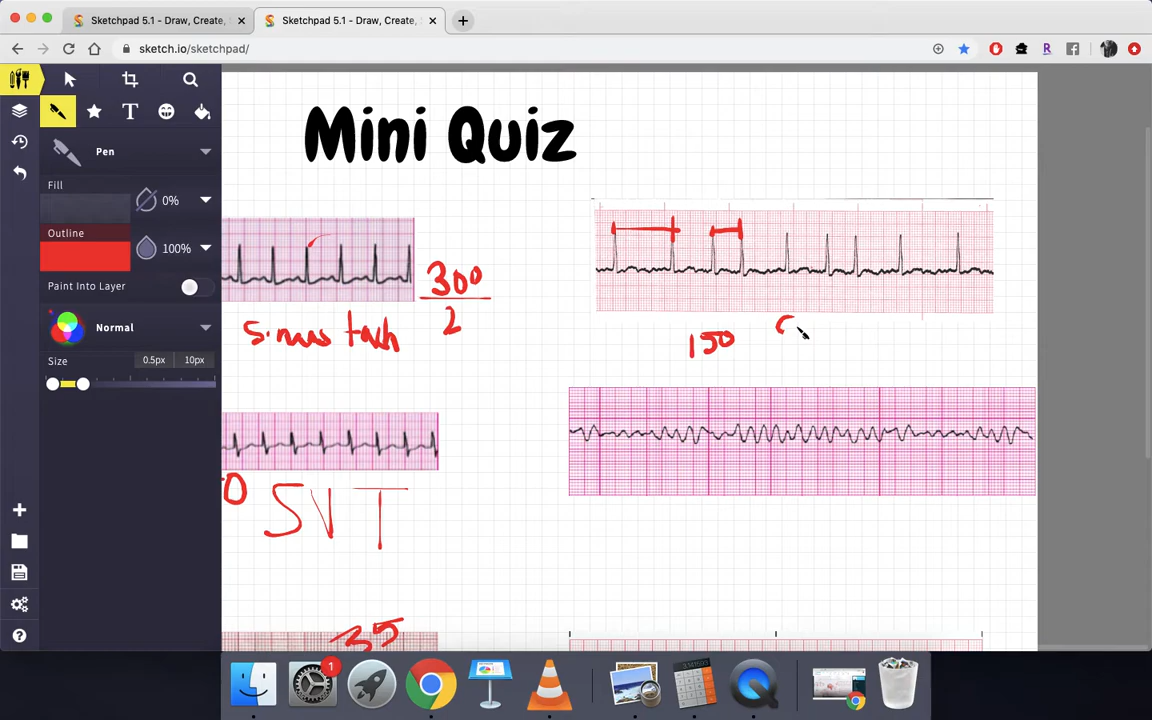 Sketchpad 5.1 - Draw, Create,
Sketchpad 5.1 - Draw, Create,
sketch.io/sketchpad/
Mini Quiz
Pen
Fill
0%
Outline
100%
Paint Into Layer
Normal
Size
0.5px
10px
300
2
sinus tach
150
SVT
35
1